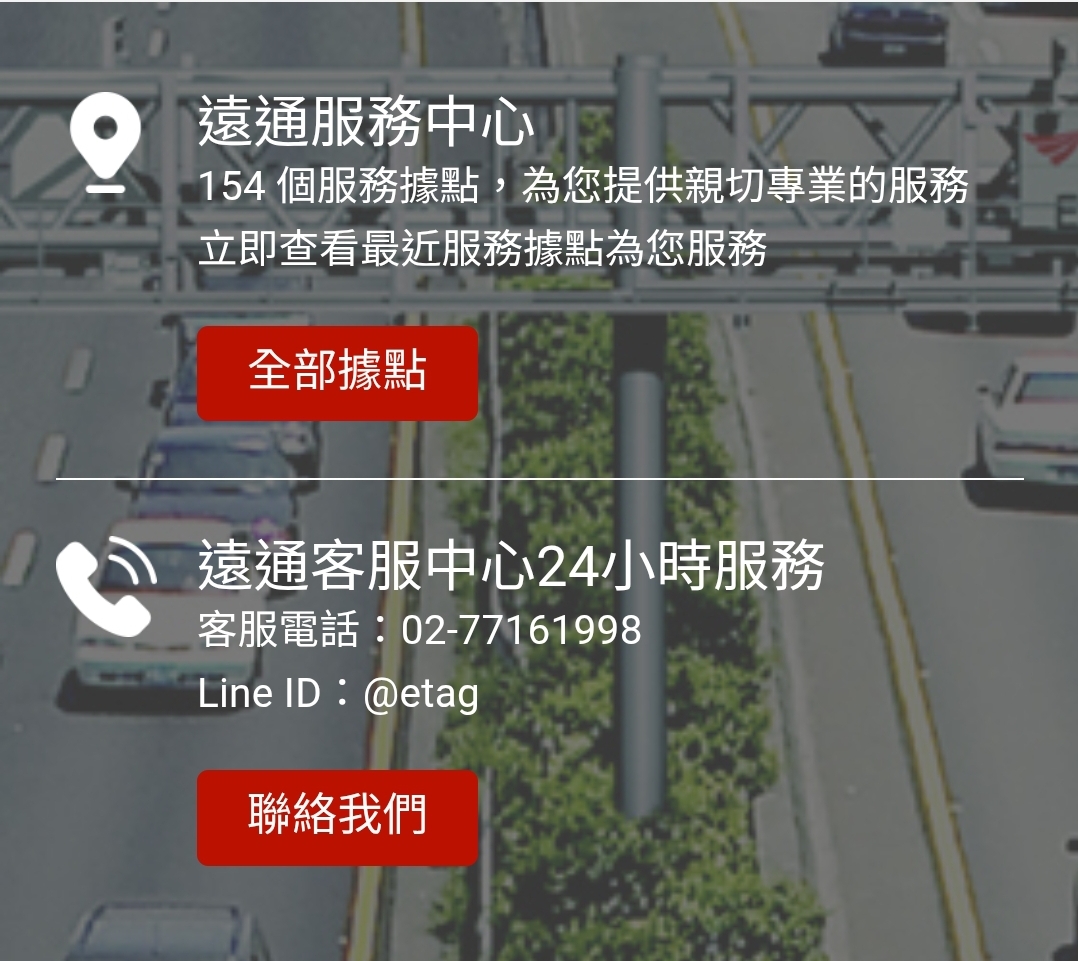 遠通服務中心
154 個服務據點，為您提供親切專業的服務
立即查看最近服務據點為您服務
全部據點
遠通客服中心24小時服務
客服電話：02-77161998
Line ID：@etag
聯絡我們